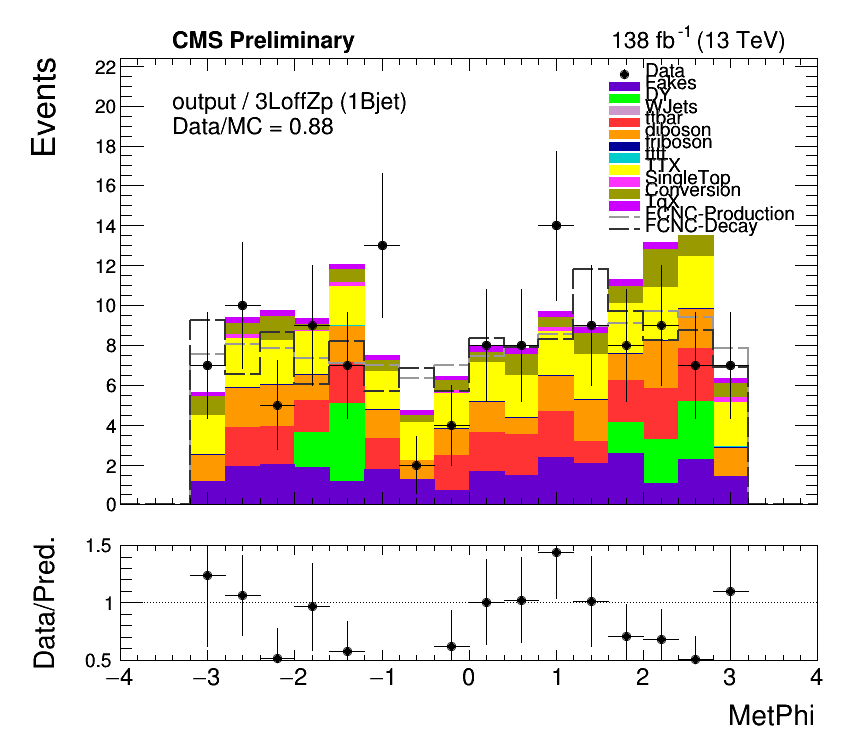 CMS Preliminary
138 fb-1 (13 TeV)
Events
22
20
18
16
14
12
10
8
6
4
2
0
output / 3LoffZp (1Bjet)
Data/MC = 0.88
Data
Fakes
DY
WJets
ttbar
diboson
triboson
tttt
TTX
SingleTop
Conversion
TqX
FCNC-Production
FCNC-Decay
Data/Pred.
1.5
1
0.5
−4 −3 −2 −1 0 1 2 3 4
MetPhi